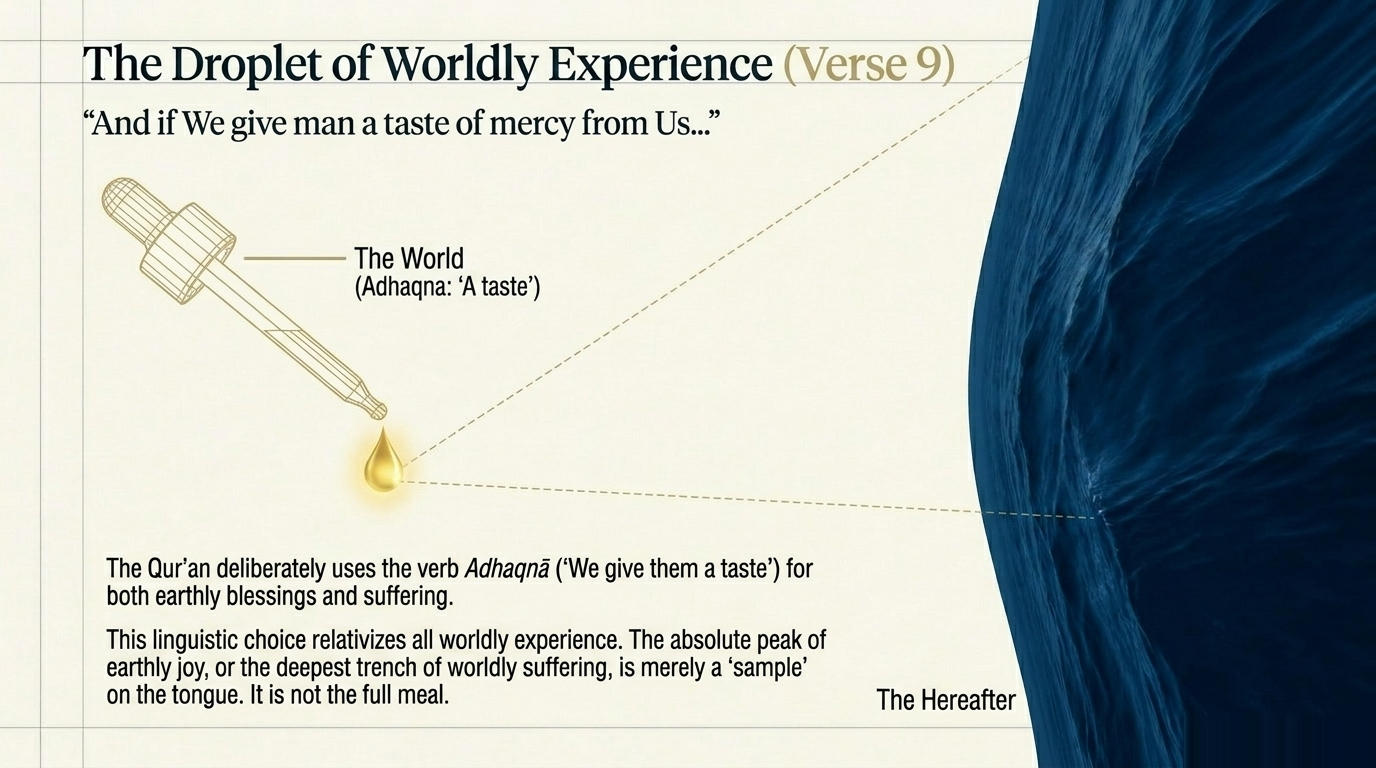 The Droplet of Worldly Experience (Verse 9)
“And if We give man a taste of mercy from Us...”
The World
(Adhaqna: ‘A taste’)
The Qur’an deliberately uses the verb Adhaqnā (‘We give them a taste’) for
both earthly blessings and suffering.
This linguistic choice relativizes all worldly experience. The absolute peak of
earthly joy, or the deepest trench of worldly suffering, is merely a ‘sample’
on the tongue. It is not the full meal.
The Hereafter